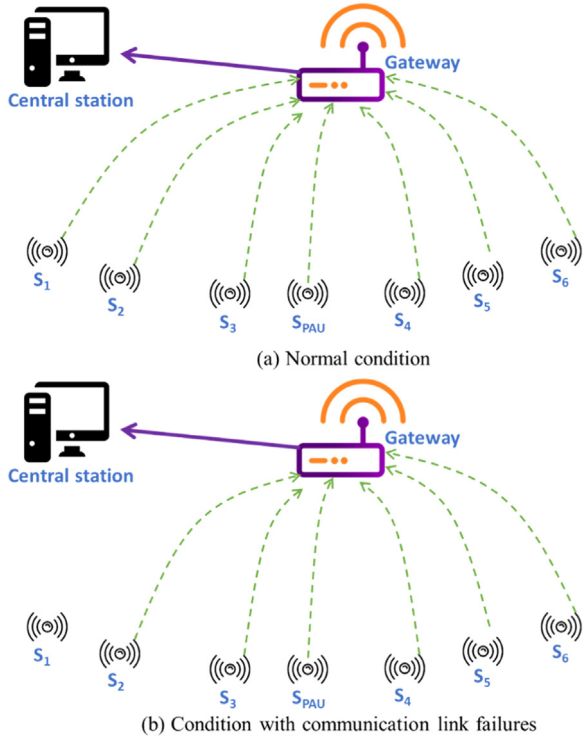 Gateway
Central station
S1
S2
S3
SPAU
S4
S5
S6
(a) Normal condition
Gateway
Central station
S1
S2
S3
SPAU
S4
S5
S6
(b) Condition with communication link failures